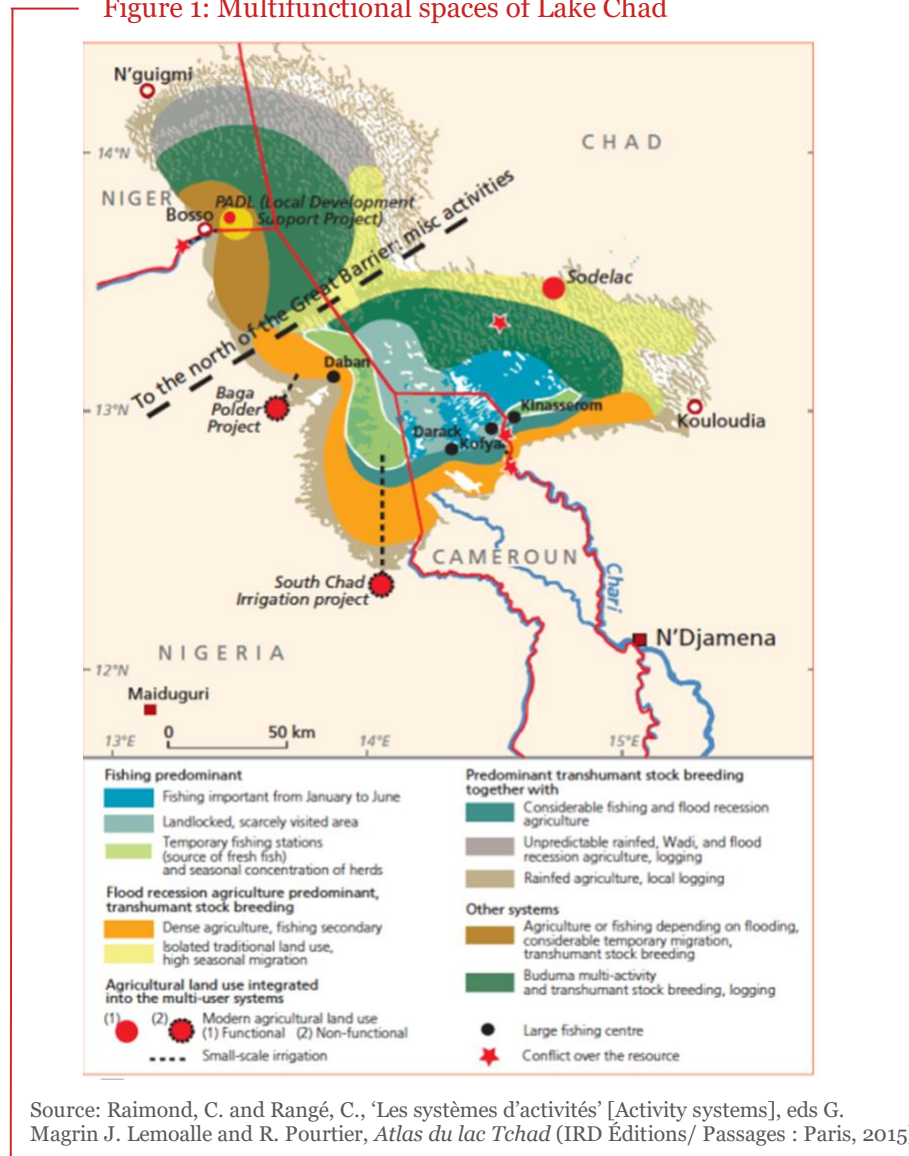 Figure 1: Multifunctional spaces of Lake Chad
N'guigmi
CHAD
14°N
NIGER
PADL (Local Development
Support Project)
Bosso
To the north of the Great Barrier: misc activities
Sodelac
Daban
Baga
Polder
Project
13°N
Kinasserom
Darack
Kofya
Kouloudia
CAMEROUN
Chari
South Chad
Irrigation project
N'Djamena
NIGERIA
12°N
Maiduguri
0 50 km
13°E 14°E 15°E
Fishing predominant
Fishing important from January to June
Landlocked, scarcely visited area
Temporary fishing stations
(source of fresh fish)
and seasonal concentration of herds
Flood recession agriculture predominant,
transhumant stock breeding
Dense agriculture, fishing secondary
Isolated traditional land use,
high seasonal migration
Agricultural land use integrated
into the multi-user systems
(1) (2) Modern agricultural land use
(1) Functional (2) Non-functional
Small-scale irrigation
Predominant transhumant stock breeding
together with
Considerable fishing and flood recession
agriculture
Unpredictable rainfed, Wadi, and flood
recession agriculture, logging
Rainfed agriculture, local logging
Other systems
Agriculture or fishing depending on flooding,
considerable temporary migration,
transhumant stock breeding
Buduma multi-activity
and transhumant stock breeding, logging
Large fishing centre
Conflict over the resource
Source: Raimond, C. and Rangé, C., ‘Les systèmes d’activités’ [Activity systems], eds G.
Magrin J. Lemoalle and R. Pourtier, Atlas du lac Tchad (IRD Éditions/ Passages : Paris, 2015)